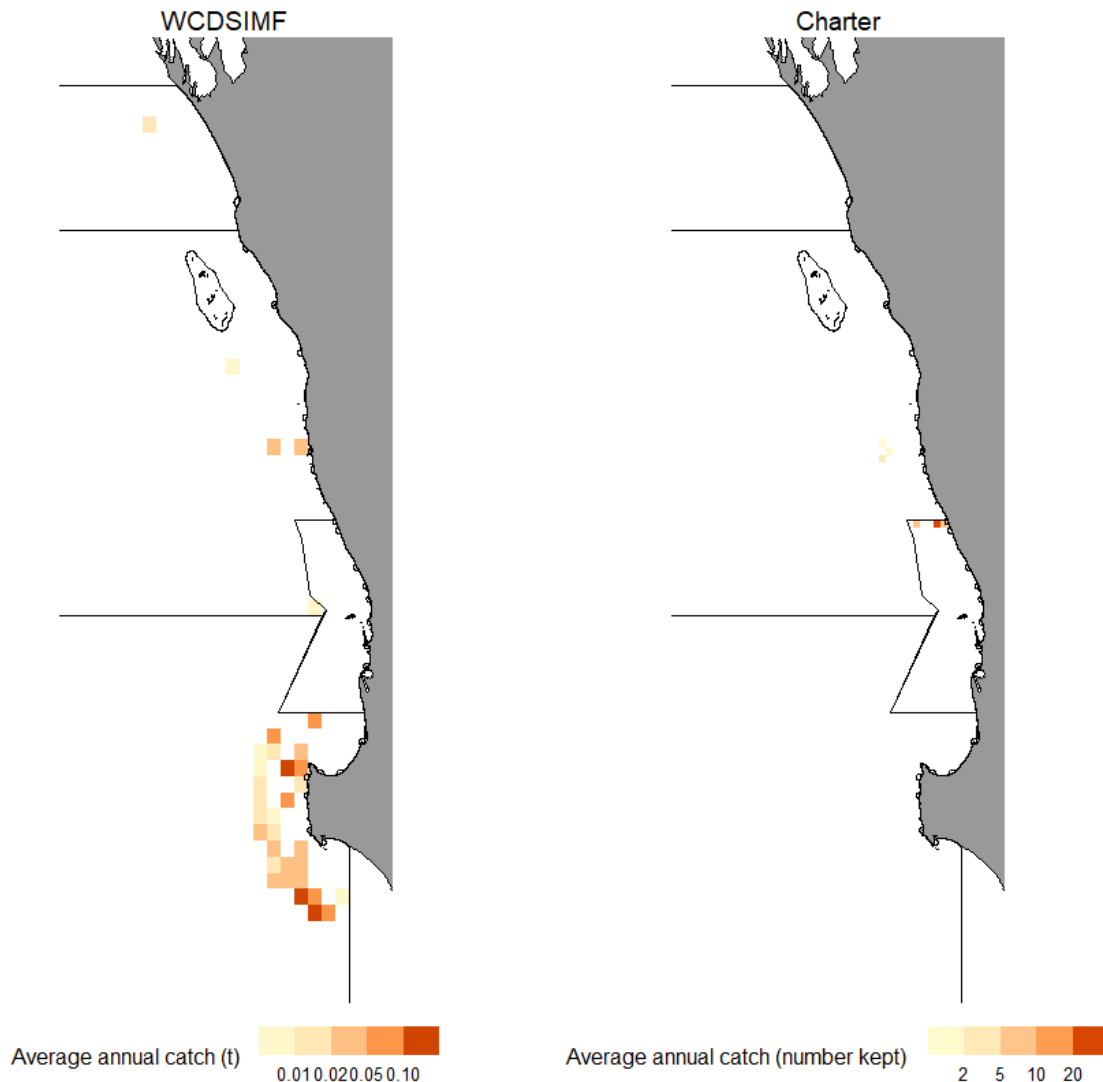 WCDSIMF
Charter
Average annual catch (t)
0.01 0.02 0.05 0.10
Average annual catch (number kept)
2 5 10 20